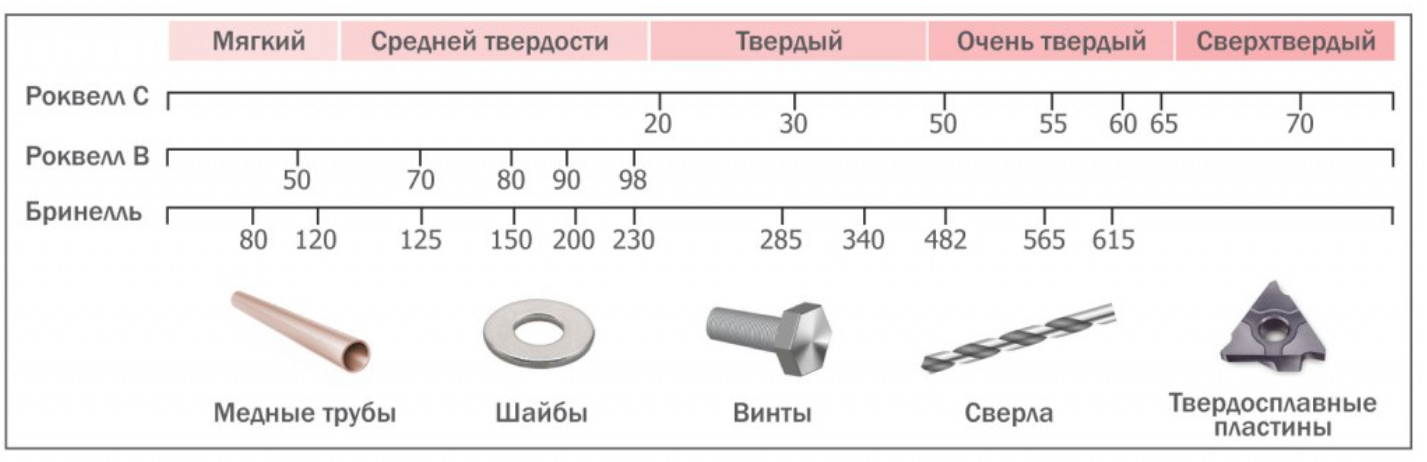 Мягкий Средней твердости Твердый Очень твердый Сверхтвердый
Роквелл C
20 30 50 55 60 65 70
Роквелл B
50 70 80 90 98
Бринелль
80 120 125 150 200 230 285 340 482 565 615
Медные трубы Шайбы Винты Сверла Твердосплавные
пластины